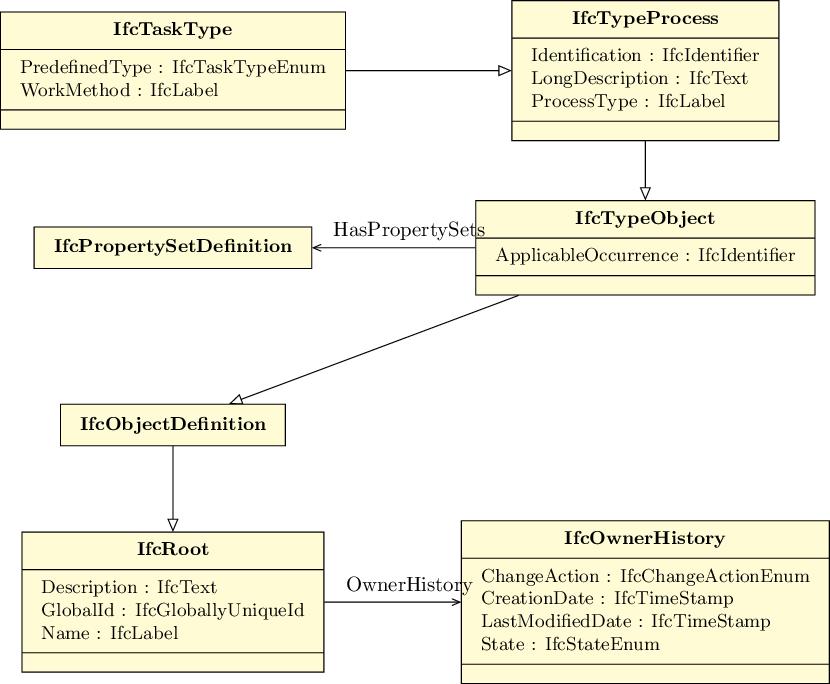 IfcTaskType
PredefinedType : IfcTaskTypeEnum
WorkMethod : IfcLabel
IfcTypeProcess
Identification : IfcIdentifier
LongDescription : IfcText
ProcessType : IfcLabel
IfcPropertySetDefinition
HasPropertySets
IfcTypeObject
ApplicableOccurrence : IfcIdentifier
IfcObjectDefinition
IfcRoot
Description : IfcText
GlobalId : IfcGloballyUniqueId
Name : IfcLabel
OwnerHistory
IfcOwnerHistory
ChangeAction : IfcChangeActionEnum
CreationDate : IfcTimeStamp
LastModifiedDate : IfcTimeStamp
State : IfcStateEnum